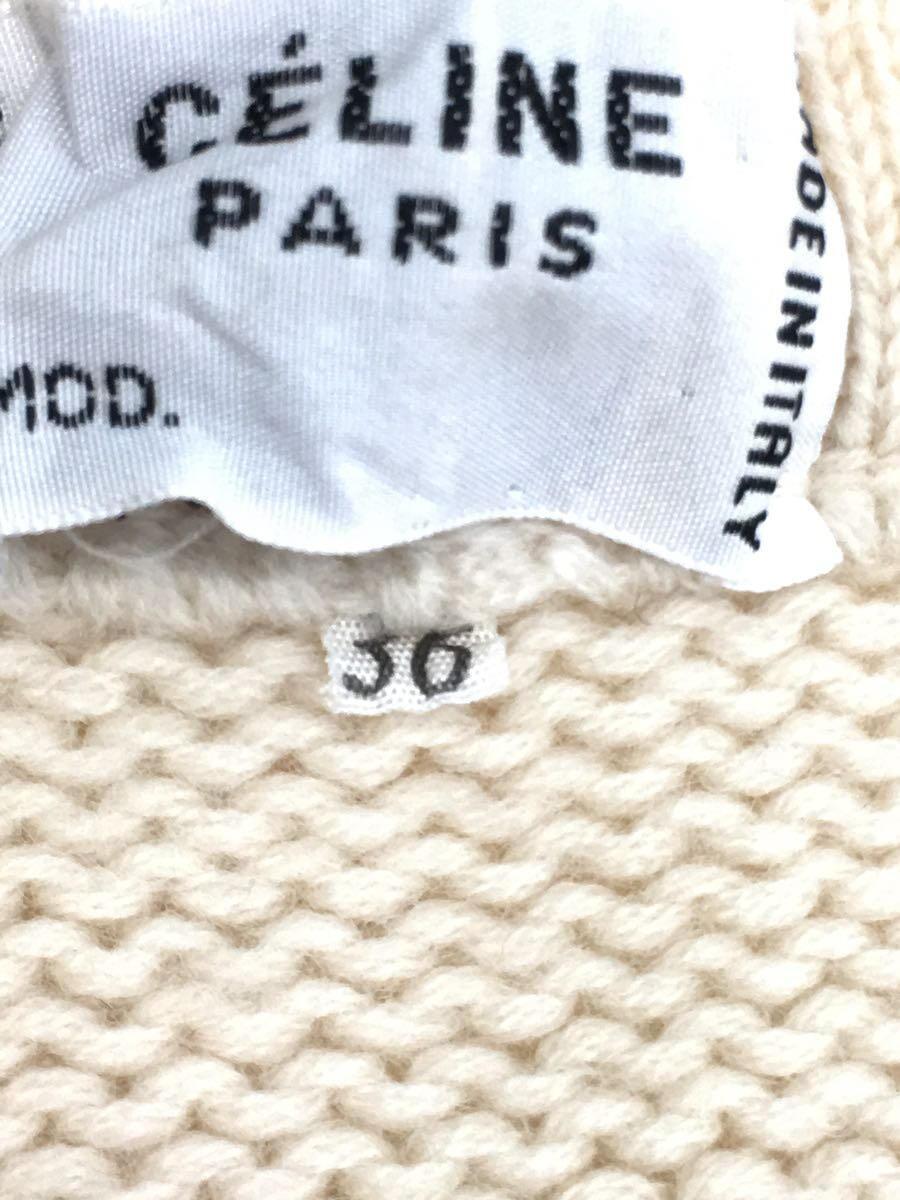 CÉLINE
PARIS
MOD.
MADE IN ITALY
36